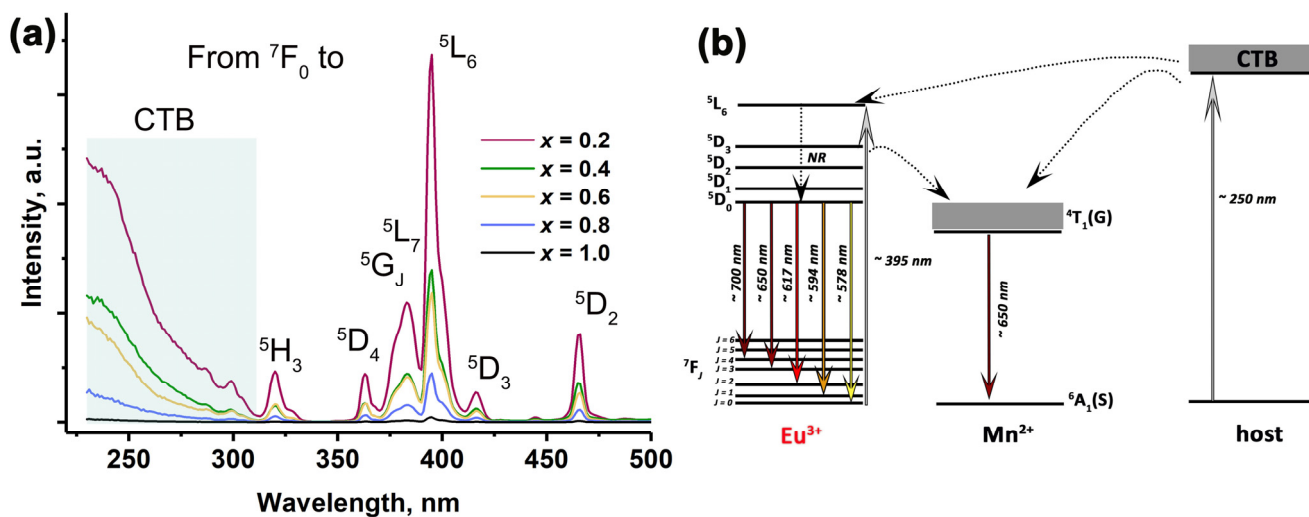 (a)
From ⁷F₀ to
CTB
⁵H₃
⁵D₄
⁵G_J
⁵L₇
⁵L₆
⁵D₃
⁵D₂
x = 0.2
x = 0.4
x = 0.6
x = 0.8
x = 1.0
Intensity, a.u.
250 300 350 400 450 500
Wavelength, nm
(b)
CTB
⁵L₆
⁵D₃
⁵D₂
⁵D₁
⁵D₀
NR
~ 700 nm
~ 650 nm
~ 617 nm
~ 594 nm
~ 578 nm
~ 395 nm
⁴T₁(G)
~ 650 nm
~ 250 nm
⁷F_J
J = 6
J = 5
J = 4
J = 3
J = 2
J = 1
J = 0
⁶A₁(S)
Eu³⁺
Mn²⁺
host